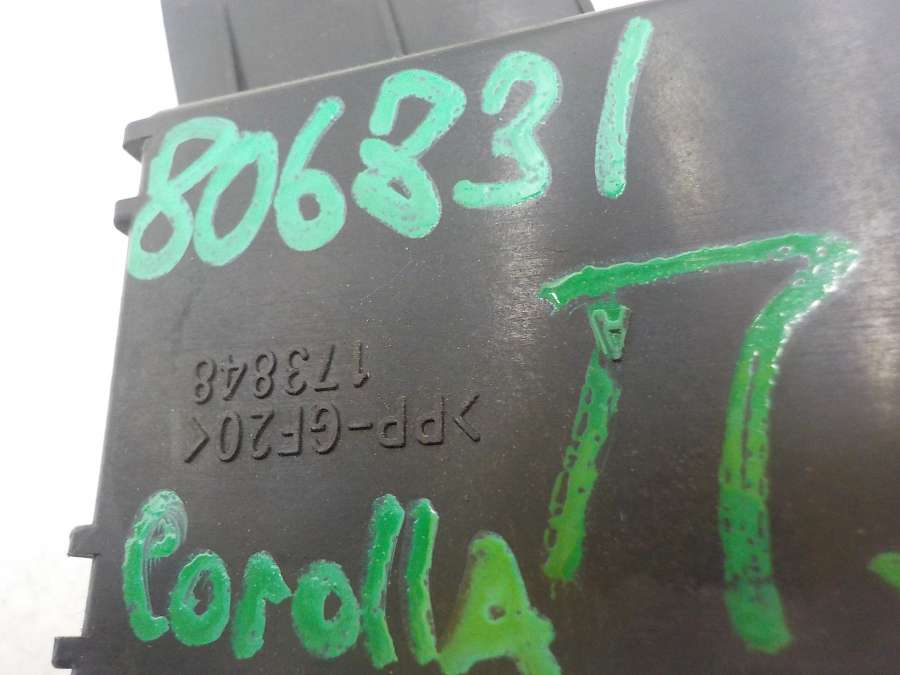 806831
П
173848
>PP-GF20<
CorollA